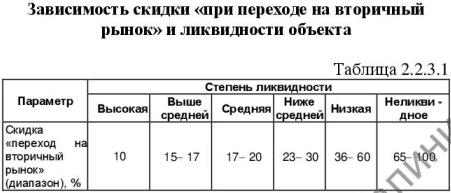 Зависимость скидки «при переходе на вторичный
рынок» и ликвидности объекта
Таблица 2.2.3.1
Параметр
Степень ликвидности
Высокая
Выше
средней
Средняя
Ниже
средней
Низкая
Неликви -
дное
Скидка
«переход на
вторичный
рынок»
(диапазон), %
10
15– 17
17– 20
23– 30
36– 60
65– 100